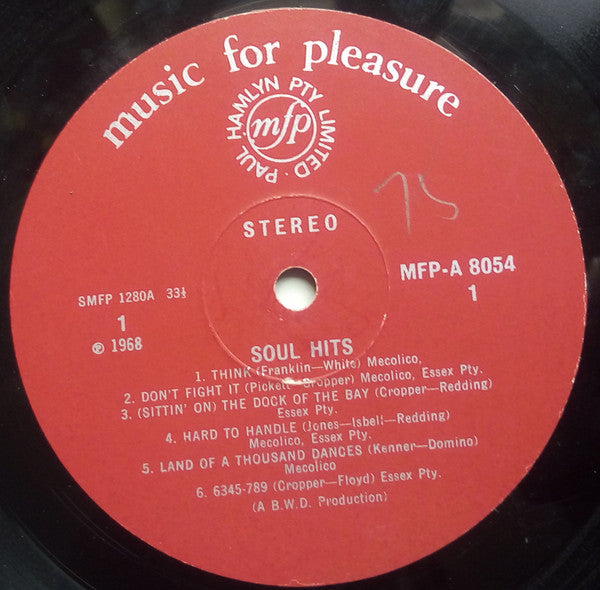 music for pleasure
PAUL HAMLYN PTY LIMITED ·
mfp
75
STEREO
MFP-A 8054
1
SMFP 1280A 33⅓
1
℗ 1968
SOUL HITS
1. THINK (Franklin—White) Mecolico,
2. DON'T FIGHT IT (Pickett—Cropper) Mecolico, Essex Pty.
3. (SITTIN' ON) THE DOCK OF THE BAY (Cropper—Redding)
Essex Pty.
4. HARD TO HANDLE (Jones—Isbell—Redding)
Mecolico, Essex Pty.
5. LAND OF A THOUSAND DANCES (Kenner—Domino)
Mecolico
6. 6345-789 (Cropper—Floyd) Essex Pty.
(A B.W.D. Production)